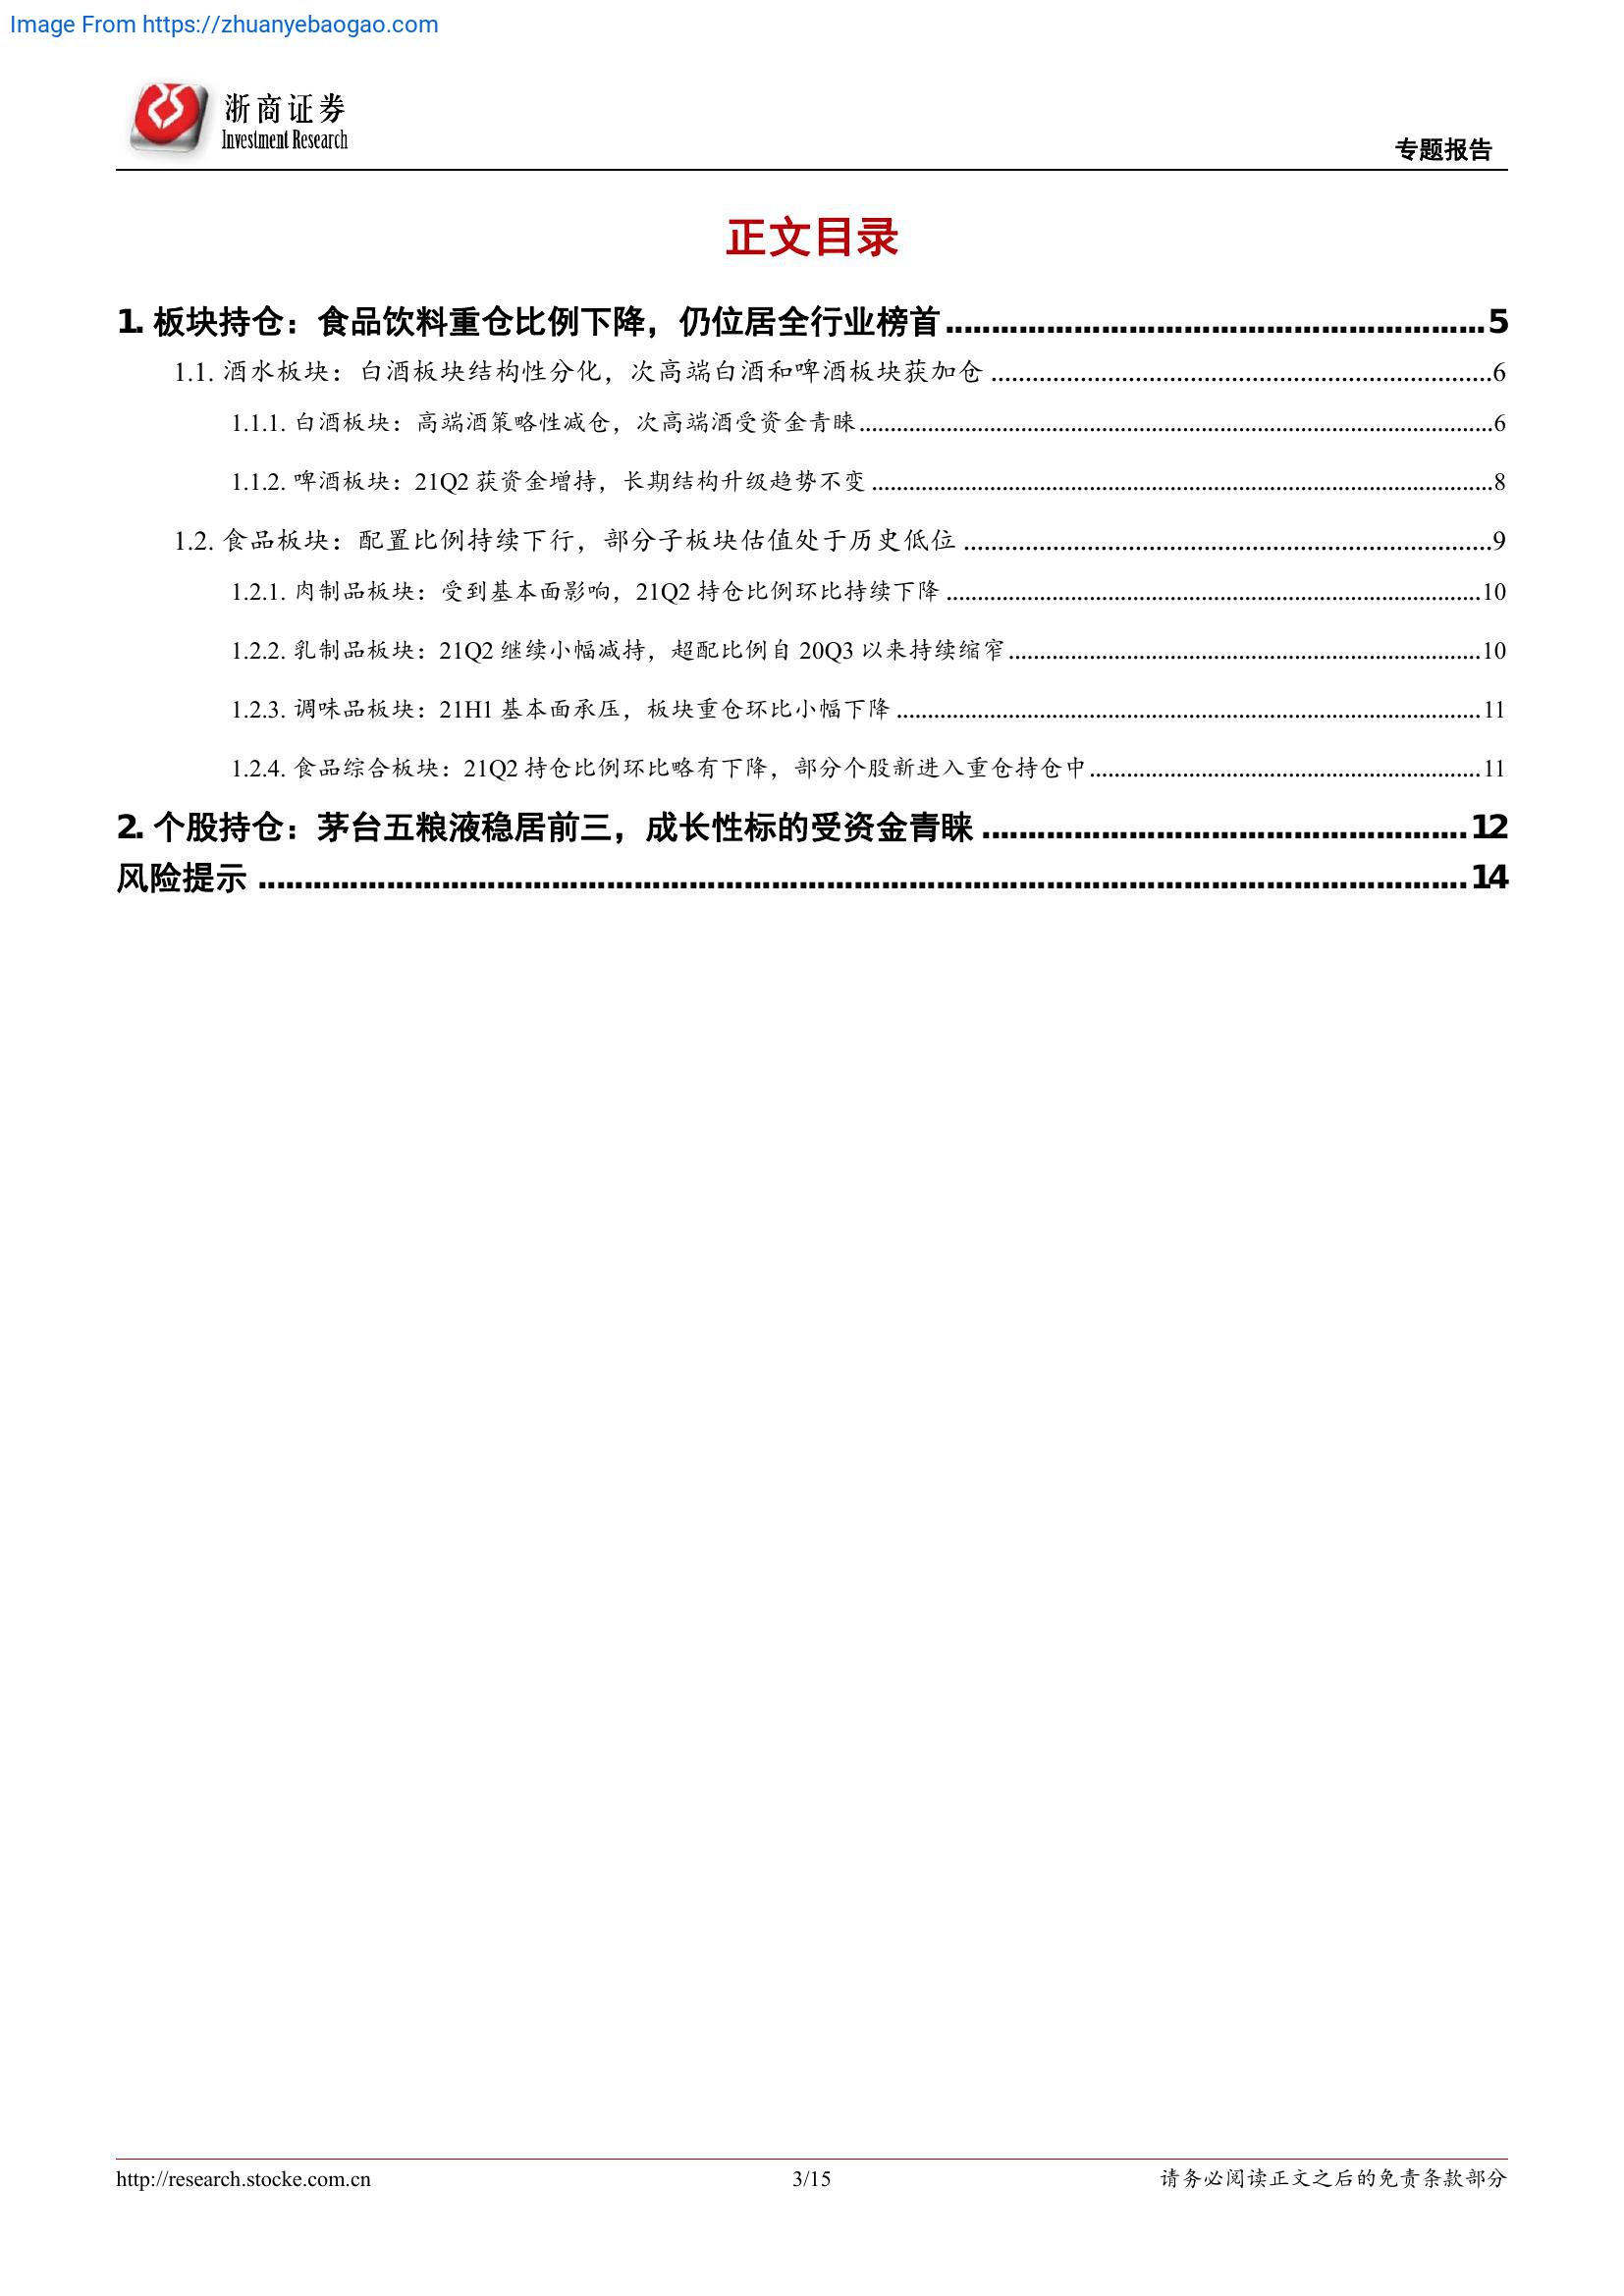 Image From https://zhuanyebaogao.com
浙商证券
Investment Research
专题报告
正文目录
1. 板块持仓：食品饮料重仓比例下降，仍位居全行业榜首 5
1.1. 酒水板块：白酒板块结构性分化，次高端白酒和啤酒板块获加仓 6
1.1.1. 白酒板块：高端酒策略性减仓，次高端酒受资金青睐 6
1.1.2. 啤酒板块：21Q2 获资金增持，长期结构升级趋势不变 8
1.2. 食品板块：配置比例持续下行，部分子板块估值处于历史低位 9
1.2.1. 肉制品板块：受到基本面影响，21Q2 持仓比例环比持续下降 10
1.2.2. 乳制品板块：21Q2 继续小幅减持，超配比例自 20Q3 以来持续缩窄 10
1.2.3. 调味品板块：21H1 基本面承压，板块重仓环比小幅下降 11
1.2.4. 食品综合板块：21Q2 持仓比例环比略有下降，部分个股新进入重仓持仓中 11
2. 个股持仓：茅台五粮液稳居前三，成长性标的受资金青睐 12
风险提示 14
http://research.stocke.com.cn
3/15
请务必阅读正文之后的免责条款部分